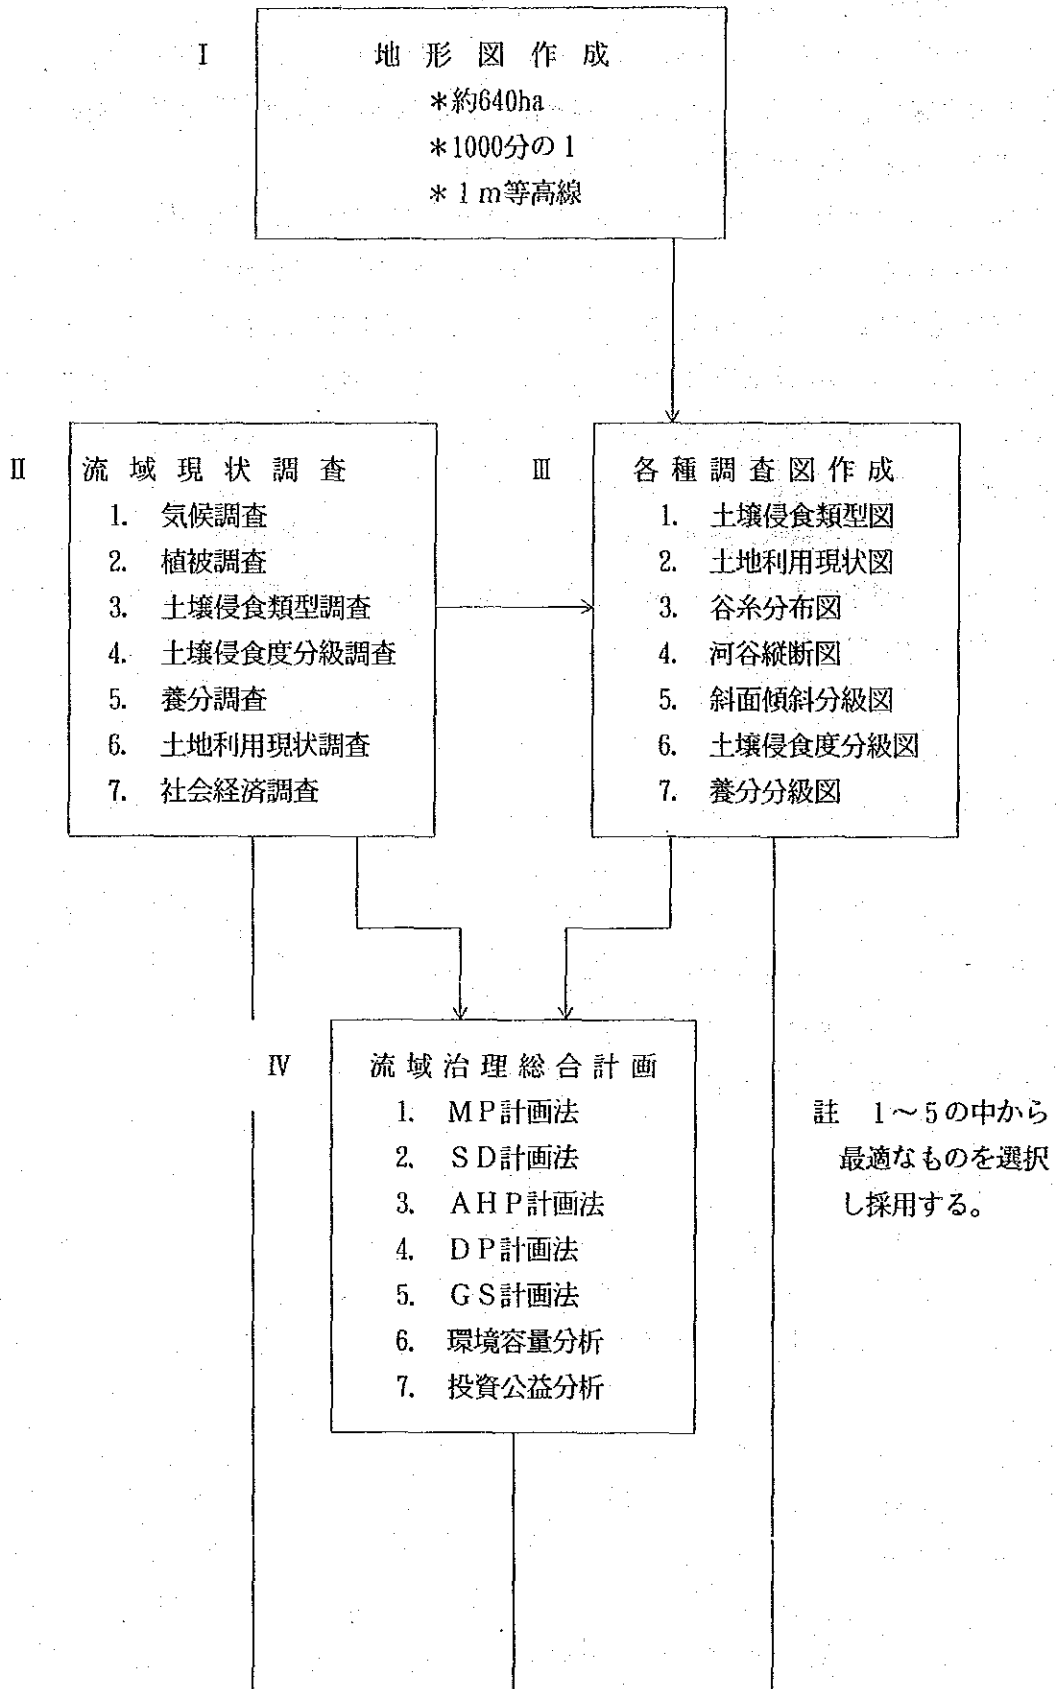 I
地形図作成
*約640ha
*1000分の1
*1m等高線
II
流域現状調査
1. 気候調査
2. 植被調査
3. 土壌侵食類型調査
4. 土壌侵食度分級調査
5. 養分調査
6. 土地利用現状調査
7. 社会経済調査
III
各種調査図作成
1. 土壌侵食類型図
2. 土地利用現状図
3. 谷糸分布図
4. 河谷縦断図
5. 斜面傾斜分級図
6. 土壌侵食度分級図
7. 養分分級図
IV
流域治理総合計画
1. MP計画法
2. SD計画法
3. AHP計画法
4. DP計画法
5. GS計画法
6. 環境容量分析
7. 投資公益分析
註 1~5の中から
最適なものを選択
し採用する。